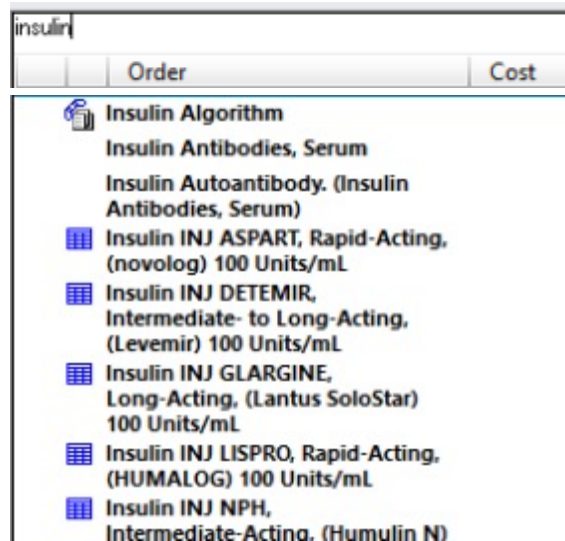 insulin
Order Cost
Insulin Algorithm
Insulin Antibodies, Serum
Insulin Autoantibody. (Insulin
Antibodies, Serum)
Insulin INJ ASPART, Rapid-Acting,
(novolog) 100 Units/mL
Insulin INJ DETEMIR,
Intermediate- to Long-Acting,
(Levemir) 100 Units/mL
Insulin INJ GLARGINE,
Long-Acting, (Lantus SoloStar)
100 Units/mL
Insulin INJ LISPRO, Rapid-Acting,
(HUMALOG) 100 Units/mL
Insulin INJ NPH,
Intermediate-Acting, (Humulin N)